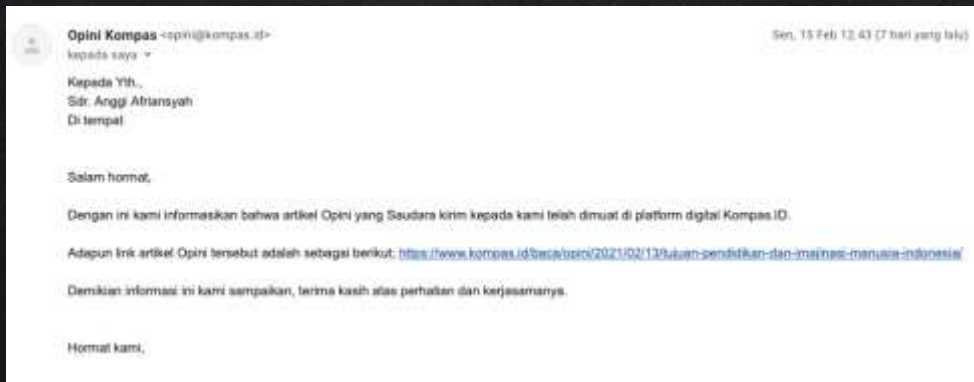 Opini Kompas <opini@kompas.id>
Sen, 15 Feb 12.43 (7 hari yang lalu)
kepada saya
Kepada Yth.,
Sdr. Anggi Afriansyah
Di tempat
Salam hormat,
Dengan ini kami informasikan bahwa artikel Opini yang Saudara kirim kepada kami telah dimuat di platform digital Kompas.ID.
Adapun link artikel Opini tersebut adalah sebagai berikut: https://www.kompas.id/baca/opini/2021/02/13/tujuan-pendidikan-dan-imajinasi-manusia-indonesia/
Demikian informasi ini kami sampaikan, terima kasih atas perhatian dan kerjasamanya.
Hormat kami,